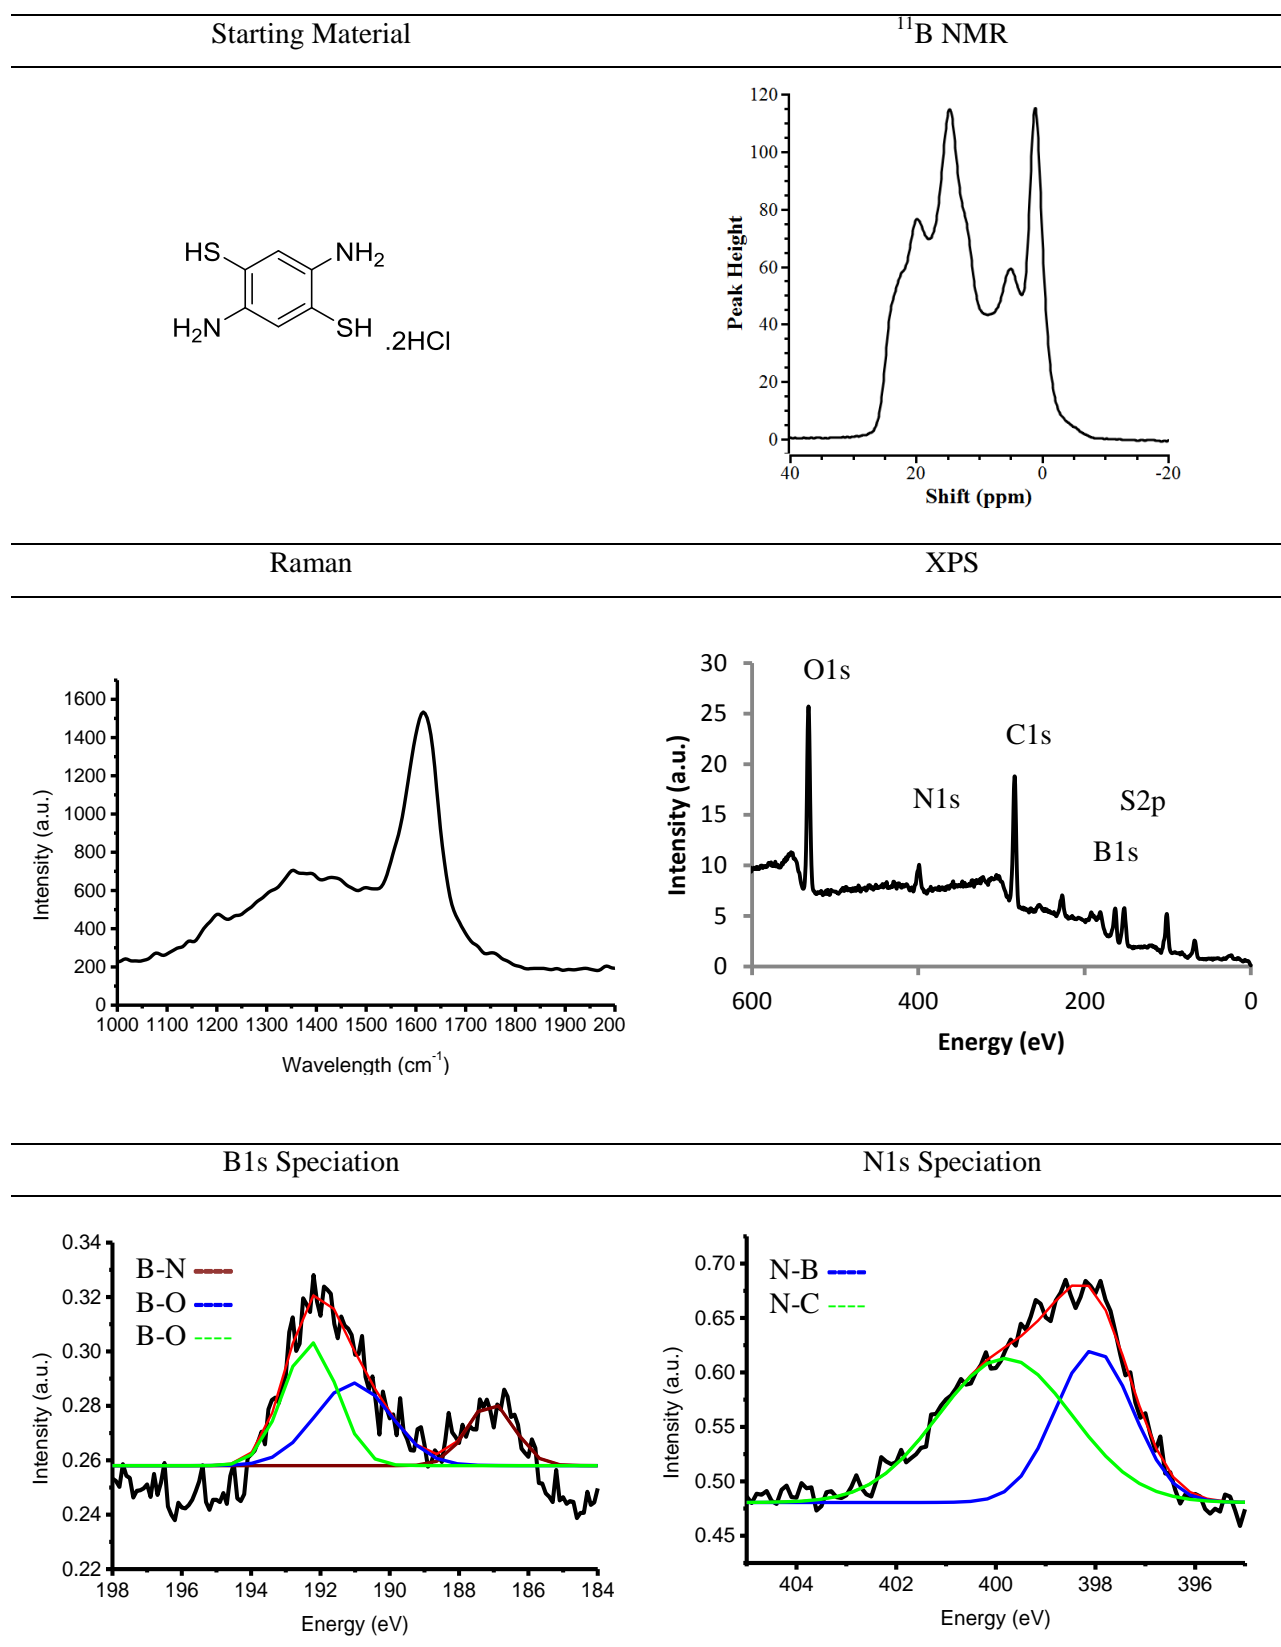 Starting Material
¹¹B NMR
HS
NH₂
H₂N
SH .2HCl
120
100
80
60
40
20
0
Peak Height
40 20 0 -20
Shift (ppm)
Raman
XPS
1600
1400
1200
1000
800
600
400
200
0
Intensity (a.u.)
1000 1100 1200 1300 1400 1500 1600 1700 1800 1900 200
Wavelength (cm⁻¹)
30
25
20
15
10
5
0
Intensity (a.u.)
O1s
C1s
N1s
S2p
B1s
600 400 200 0
Energy (eV)
B1s Speciation
N1s Speciation
0.34
0.32
0.30
0.28
0.26
0.24
0.22
Intensity (a.u.)
B-N
B-O
B-O
198 196 194 192 190 188 186 184
Energy (eV)
0.70
0.65
0.60
0.55
0.50
0.45
Intensity (a.u.)
N-B
N-C
404 402 400 398 396
Energy (eV)